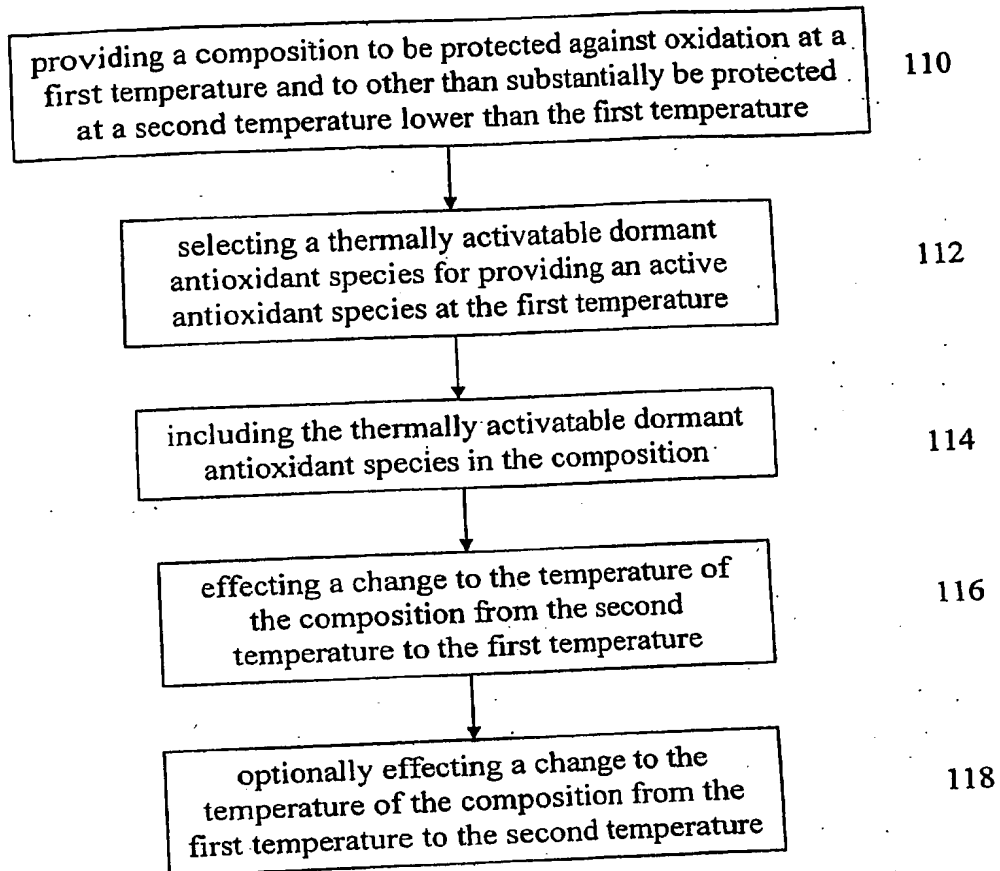 providing a composition to be protected against oxidation at a
first temperature and to other than substantially be protected
at a second temperature lower than the first temperature
110
selecting a thermally activatable dormant
antioxidant species for providing an active
antioxidant species at the first temperature
112
including the thermally activatable dormant
antioxidant species in the composition
114
effecting a change to the temperature of
the composition from the second
temperature to the first temperature
116
optionally effecting a change to the
temperature of the composition from the
first temperature to the second temperature
118